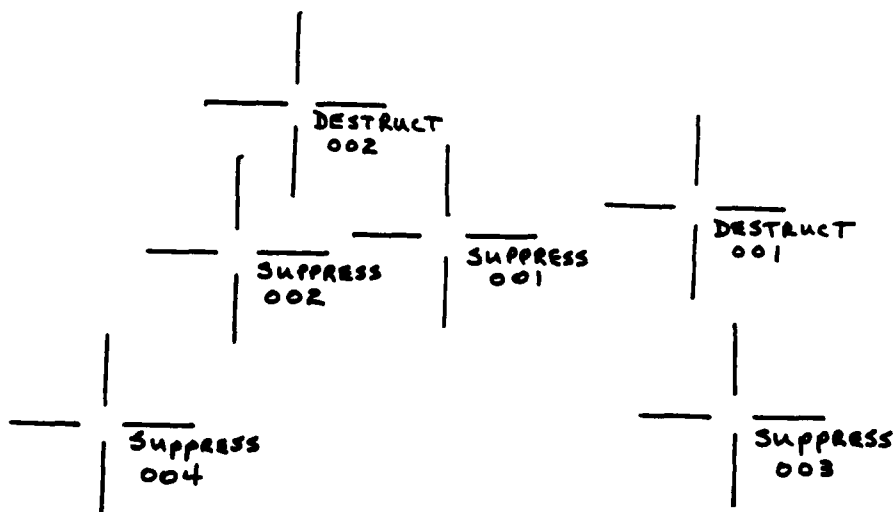 DESTRUCT
002
DESTRUCT
001
SUPPRESS
002
SUPPRESS
001
SUPPRESS
004
SUPPRESS
003